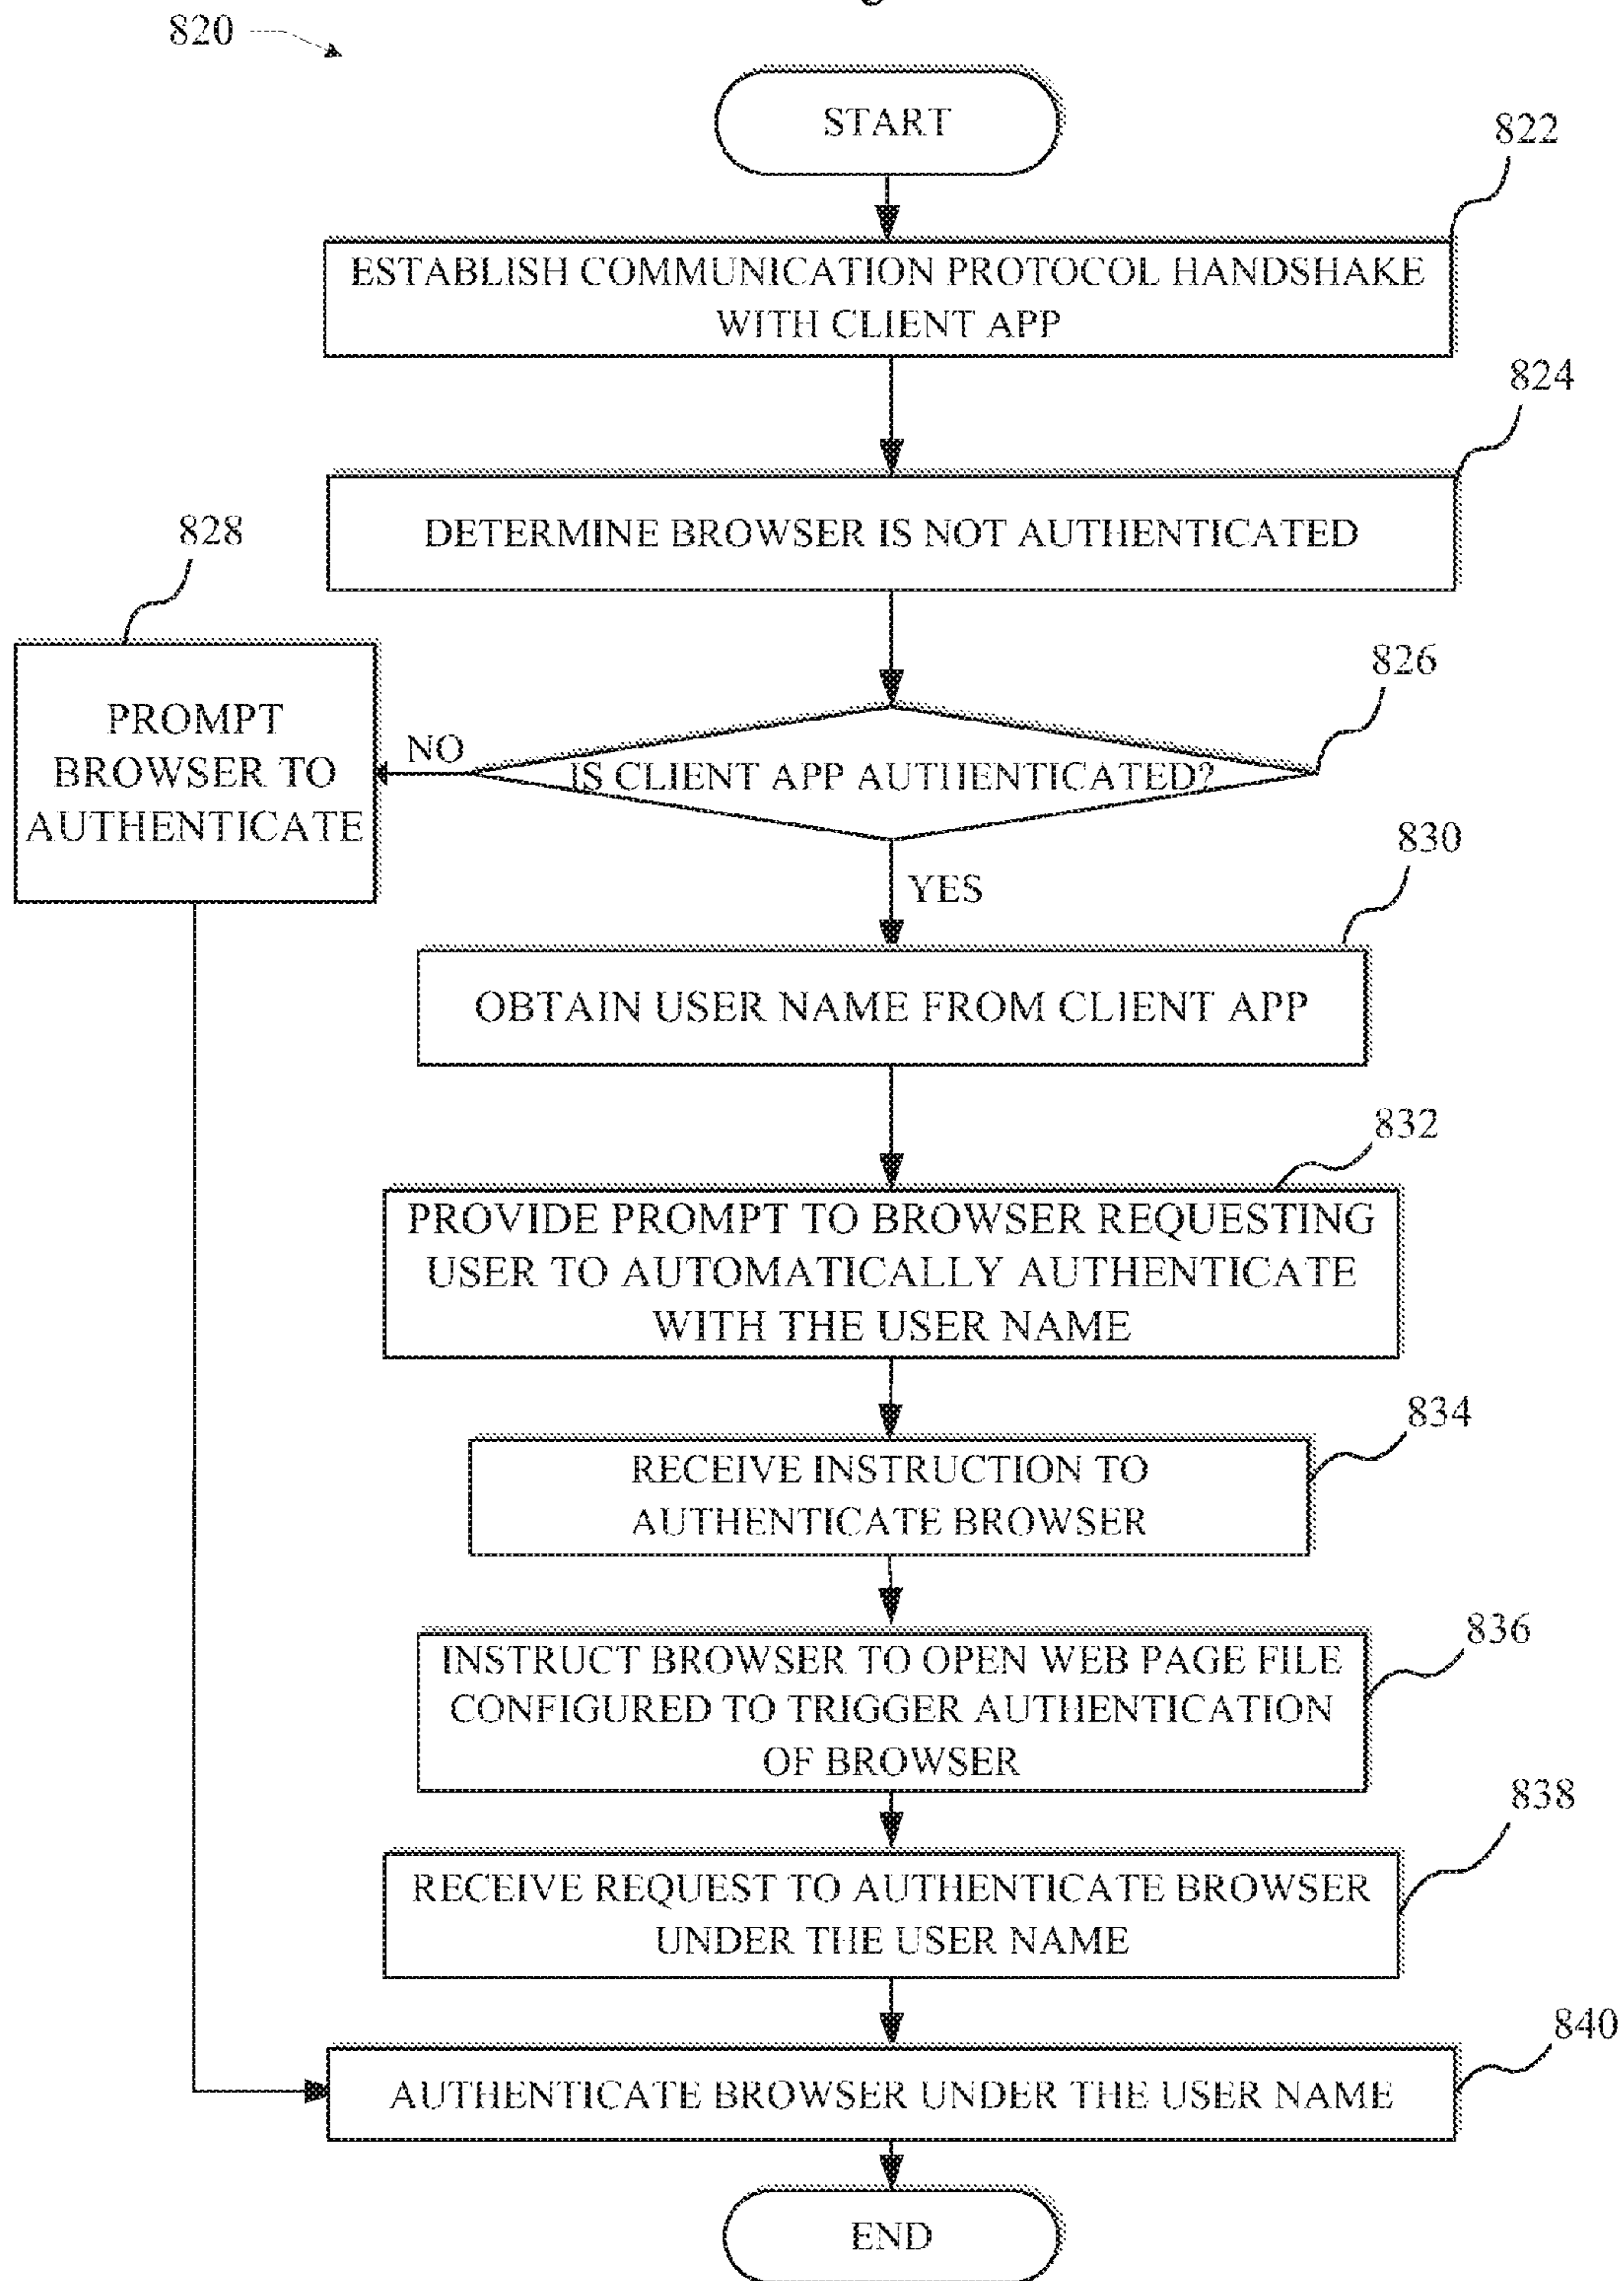 820
START
822
ESTABLISH COMMUNICATION PROTOCOL HANDSHAKE
WITH CLIENT APP
824
DETERMINE BROWSER IS NOT AUTHENTICATED
828
PROMPT
BROWSER TO
AUTHENTICATE
826
NO
IS CLIENT APP AUTHENTICATED?
YES
830
OBTAIN USER NAME FROM CLIENT APP
832
PROVIDE PROMPT TO BROWSER REQUESTING
USER TO AUTOMATICALLY AUTHENTICATE
WITH THE USER NAME
834
RECEIVE INSTRUCTION TO
AUTHENTICATE BROWSER
836
INSTRUCT BROWSER TO OPEN WEB PAGE FILE
CONFIGURED TO TRIGGER AUTHENTICATION
OF BROWSER
838
RECEIVE REQUEST TO AUTHENTICATE BROWSER
UNDER THE USER NAME
840
AUTHENTICATE BROWSER UNDER THE USER NAME
END